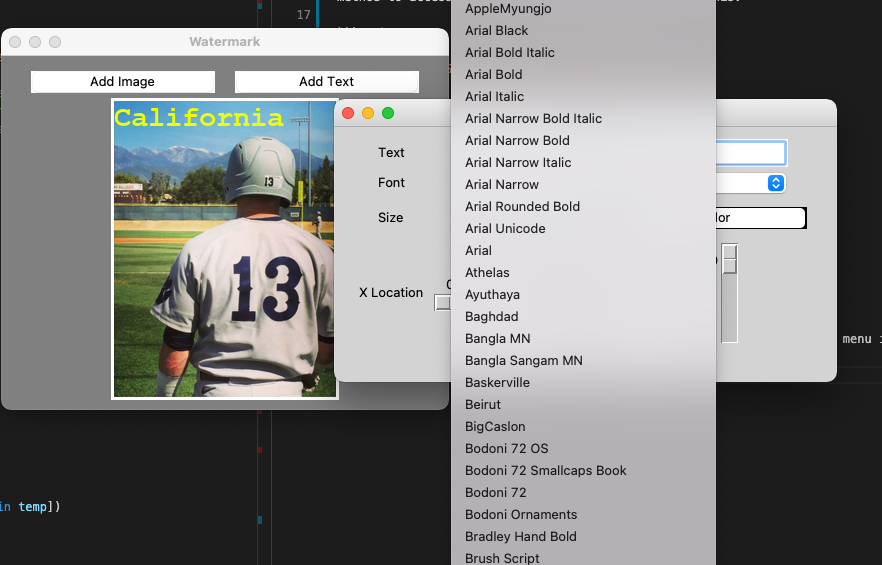 17
Watermark
Add Image
Add Text
California
13
13
Text
Font
Size
lor
X Location
0
AppleMyungjo
Arial Black
Arial Bold Italic
Arial Bold
Arial Italic
Arial Narrow Bold Italic
Arial Narrow Bold
Arial Narrow Italic
Arial Narrow
Arial Rounded Bold
Arial Unicode
Arial
Athelas
Ayuthaya
Baghdad
Bangla MN
Bangla Sangam MN
Baskerville
Beirut
BigCaslon
Bodoni 72 OS
Bodoni 72 Smallcaps Book
Bodoni 72
Bodoni Ornaments
Bradley Hand Bold
Brush Script
menu
in temp])